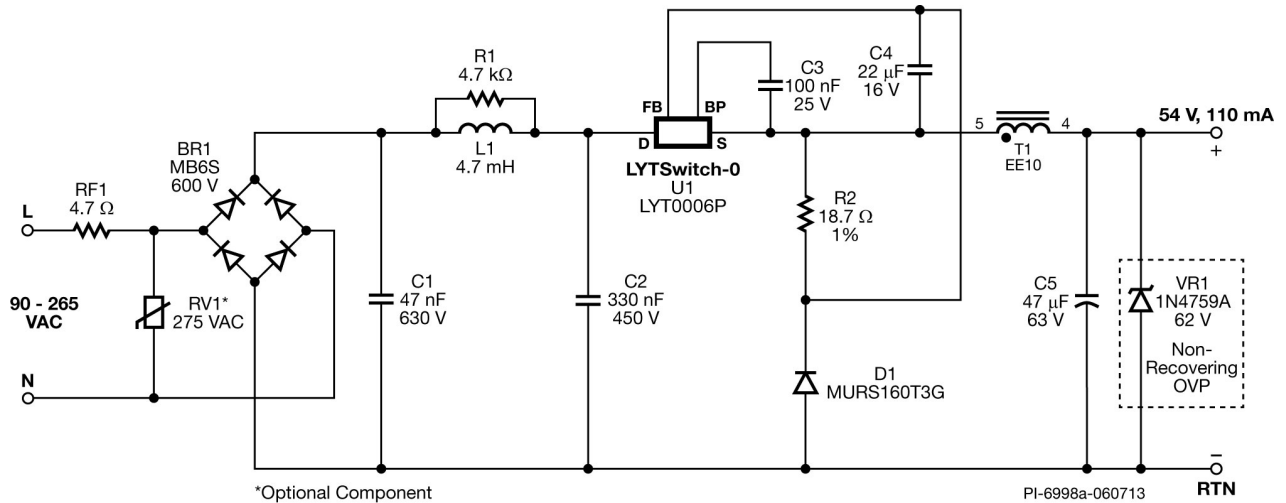 L
RF1
4.7 Ω
90 - 265
VAC
N
RV1*
275 VAC
BR1
MB6S
600 V
C1
47 nF
630 V
R1
4.7 kΩ
L1
4.7 mH
C2
330 nF
450 V
FB
BP
D
S
LYTSwitch-0
U1
LYT0006P
C3
100 nF
25 V
C4
22 μF
16 V
R2
18.7 Ω
1%
D1
MURS160T3G
5
4
T1
EE10
C5
47 μF
63 V
54 V, 110 mA
+
VR1
1N4759A
62 V
Non-
Recovering
OVP
–
RTN
*Optional Component
PI-6998a-060713